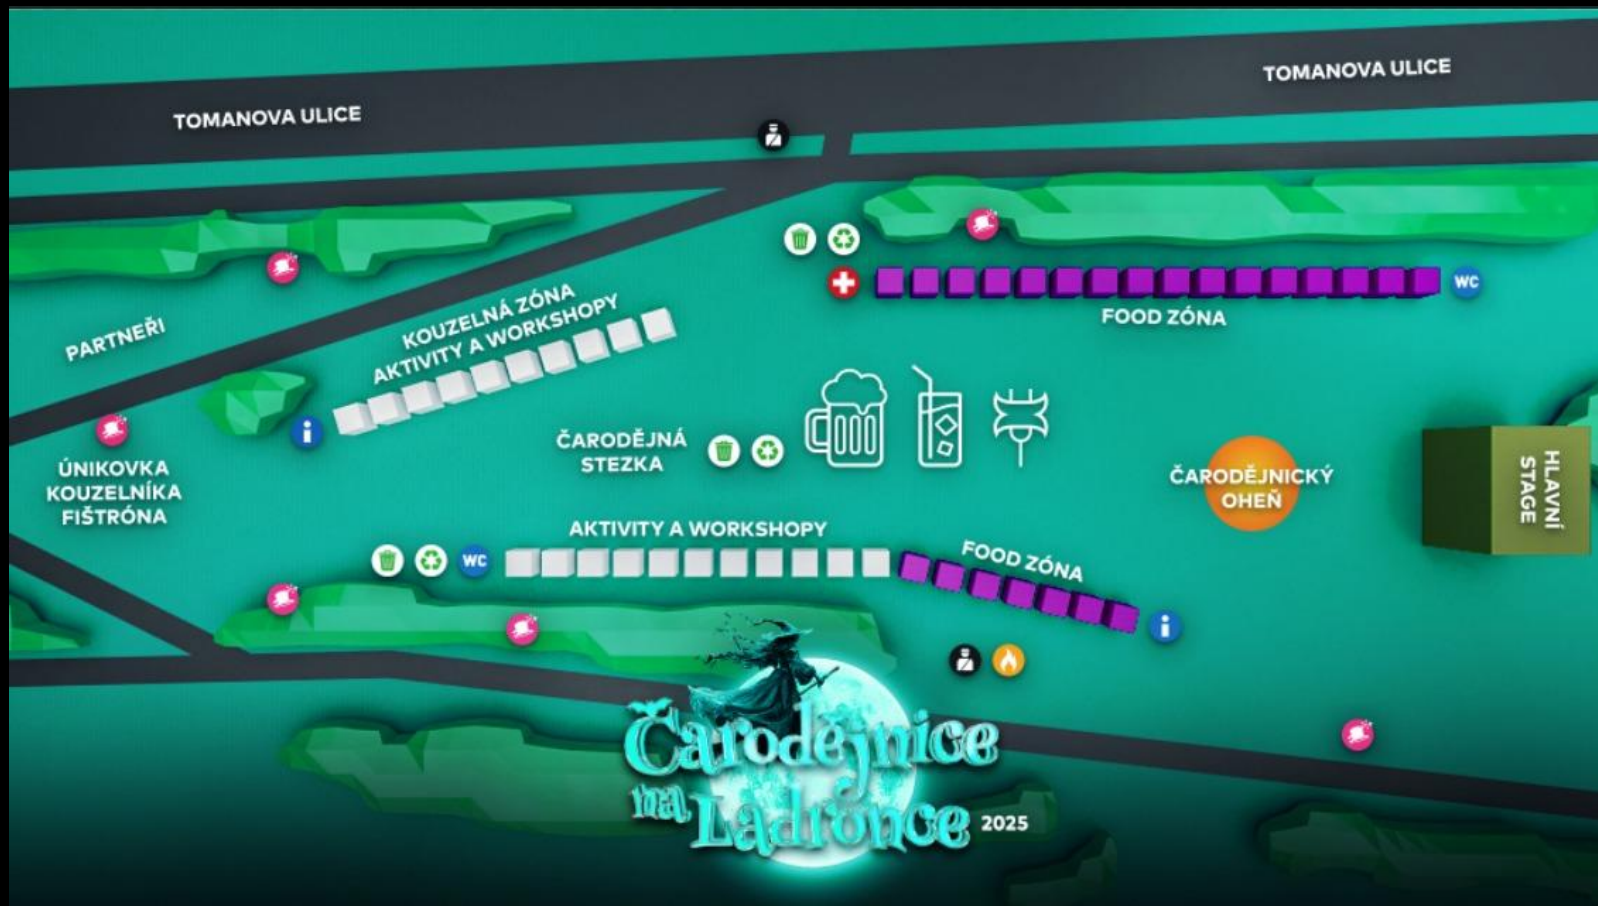 TOMANOVA ULICE
TOMANOVA ULICE
KOUZELNÁ ZÓNA
AKTIVITY A WORKSHOPY
PARTNEŘI
WC
FOOD ZÓNA
i
ČARODĚJNÁ
STEZKA
ÚNIKOVKA
KOUZELNÍKA
FIŠTRÓNA
ČARODĚJNICKÝ
OHEŇ
HLAVNÍ
STAGE
AKTIVITY A WORKSHOPY
WC
FOOD ZÓNA
i
Čarodějnice
na Ladronce 2025